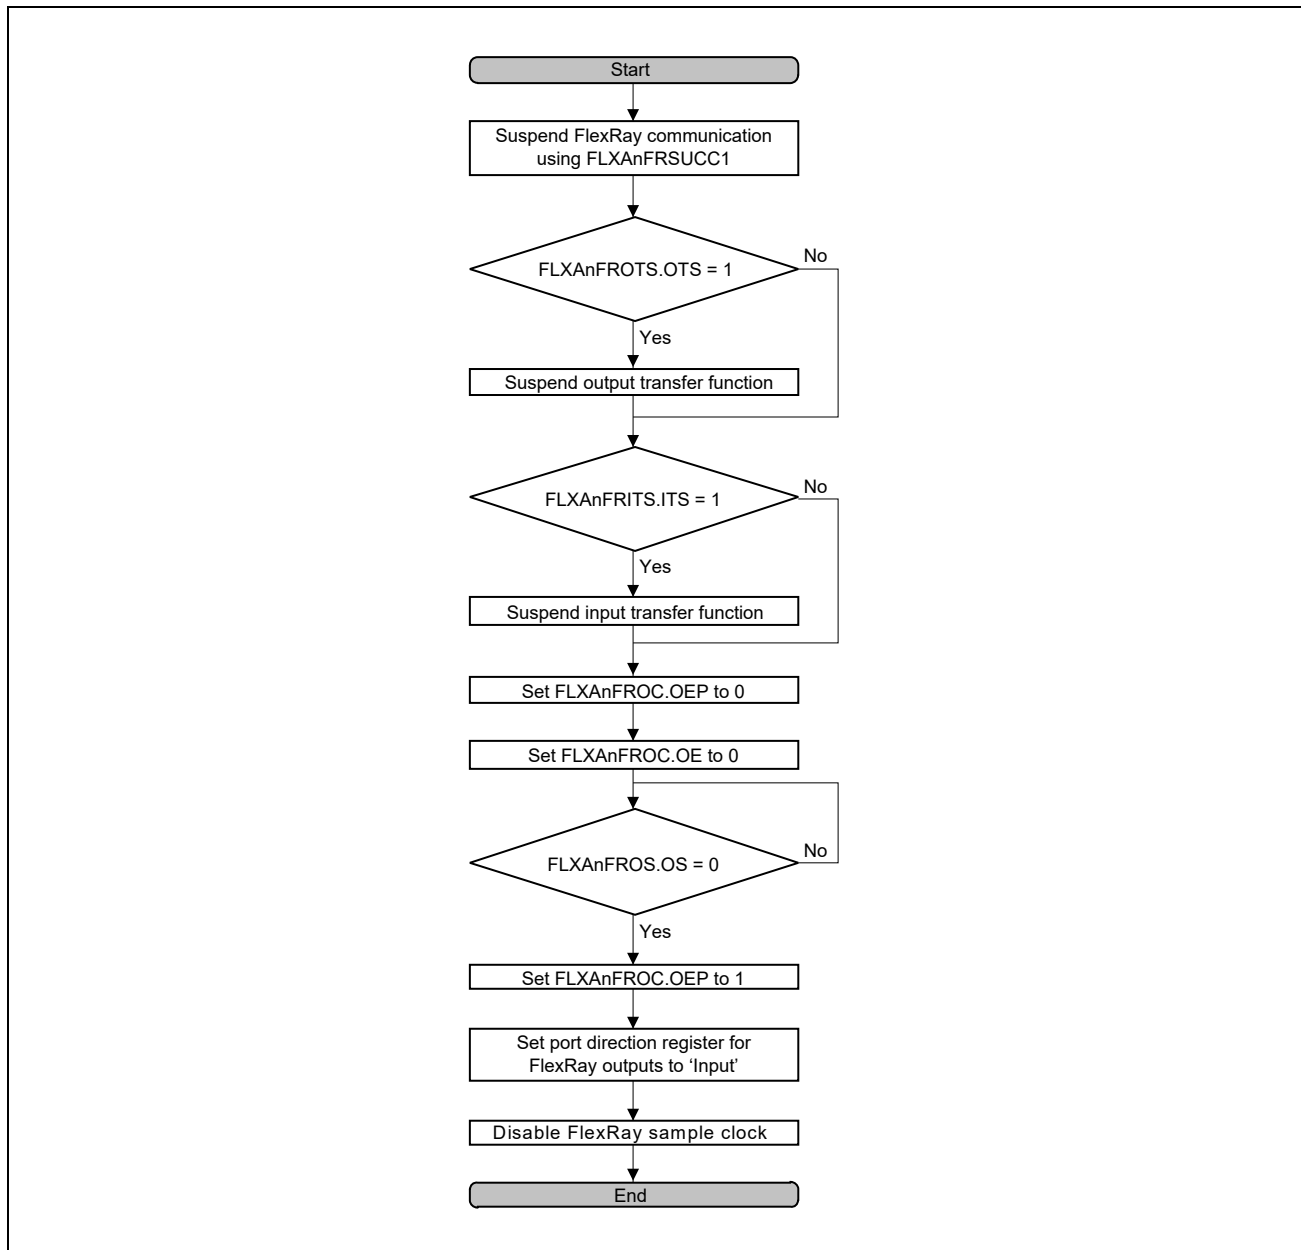 Start
Suspend FlexRay communication
using FLXAnFRSUCC1
FLXAnFROTS.OTS = 1
No
Yes
Suspend output transfer function
FLXAnFRITS.ITS = 1
No
Yes
Suspend input transfer function
Set FLXAnFROC.OEP to 0
Set FLXAnFROC.OE to 0
FLXAnFROS.OS = 0
No
Yes
Set FLXAnFROC.OEP to 1
Set port direction register for
FlexRay outputs to ‘Input’
Disable FlexRay sample clock
End